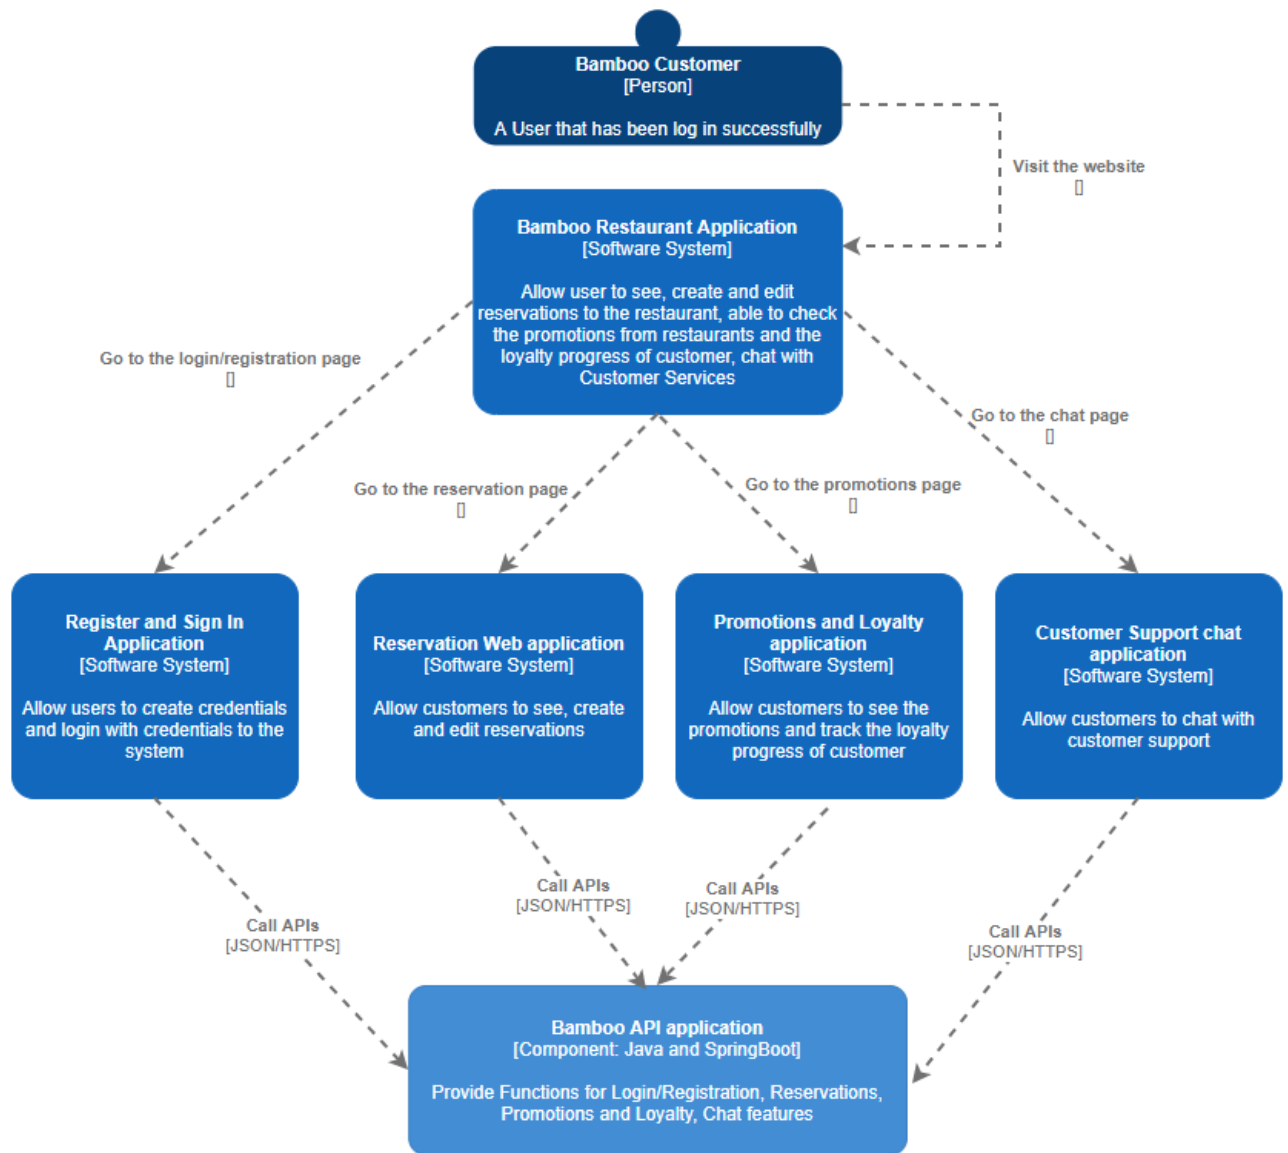 Bamboo Customer
[Person]
A User that has been log in successfully
Visit the website
[]
Bamboo Restaurant Application
[Software System]
Allow user to see, create and edit
reservations to the restaurant, able to check
the promotions from restaurants and the
loyalty progress of customer, chat with
Customer Services
Go to the login/registration page
[]
Go to the chat page
[]
Go to the reservation page
[]
Go to the promotions page
[]
Register and Sign In
Application
[Software System]
Allow users to create credentials
and login with credentials to the
system
Reservation Web application
[Software System]
Allow customers to see, create
and edit reservations
Promotions and Loyalty
application
[Software System]
Allow customers to see the
promotions and track the loyalty
progress of customer
Customer Support chat
application
[Software System]
Allow customers to chat with
customer support
Call APIs
[JSON/HTTPS]
Call APIs
[JSON/HTTPS]
Call APIs
[JSON/HTTPS]
Call APIs
[JSON/HTTPS]
Bamboo API application
[Component: Java and SpringBoot]
Provide Functions for Login/Registration, Reservations,
Promotions and Loyalty, Chat features